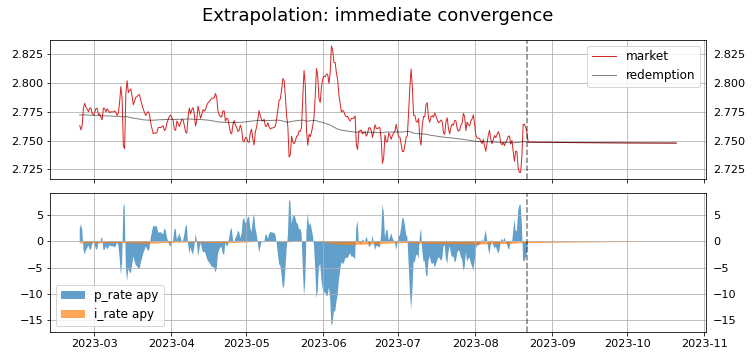 Extrapolation: immediate convergence
2.825 2.825
2.800 2.800
2.775 2.775
2.750 2.750
2.725 2.725
market
redemption
5 5
0 0
−5 −5
−10 −10
−15 −15
p_rate apy
i_rate apy
2023-03 2023-04 2023-05 2023-06 2023-07 2023-08 2023-09 2023-10 2023-11